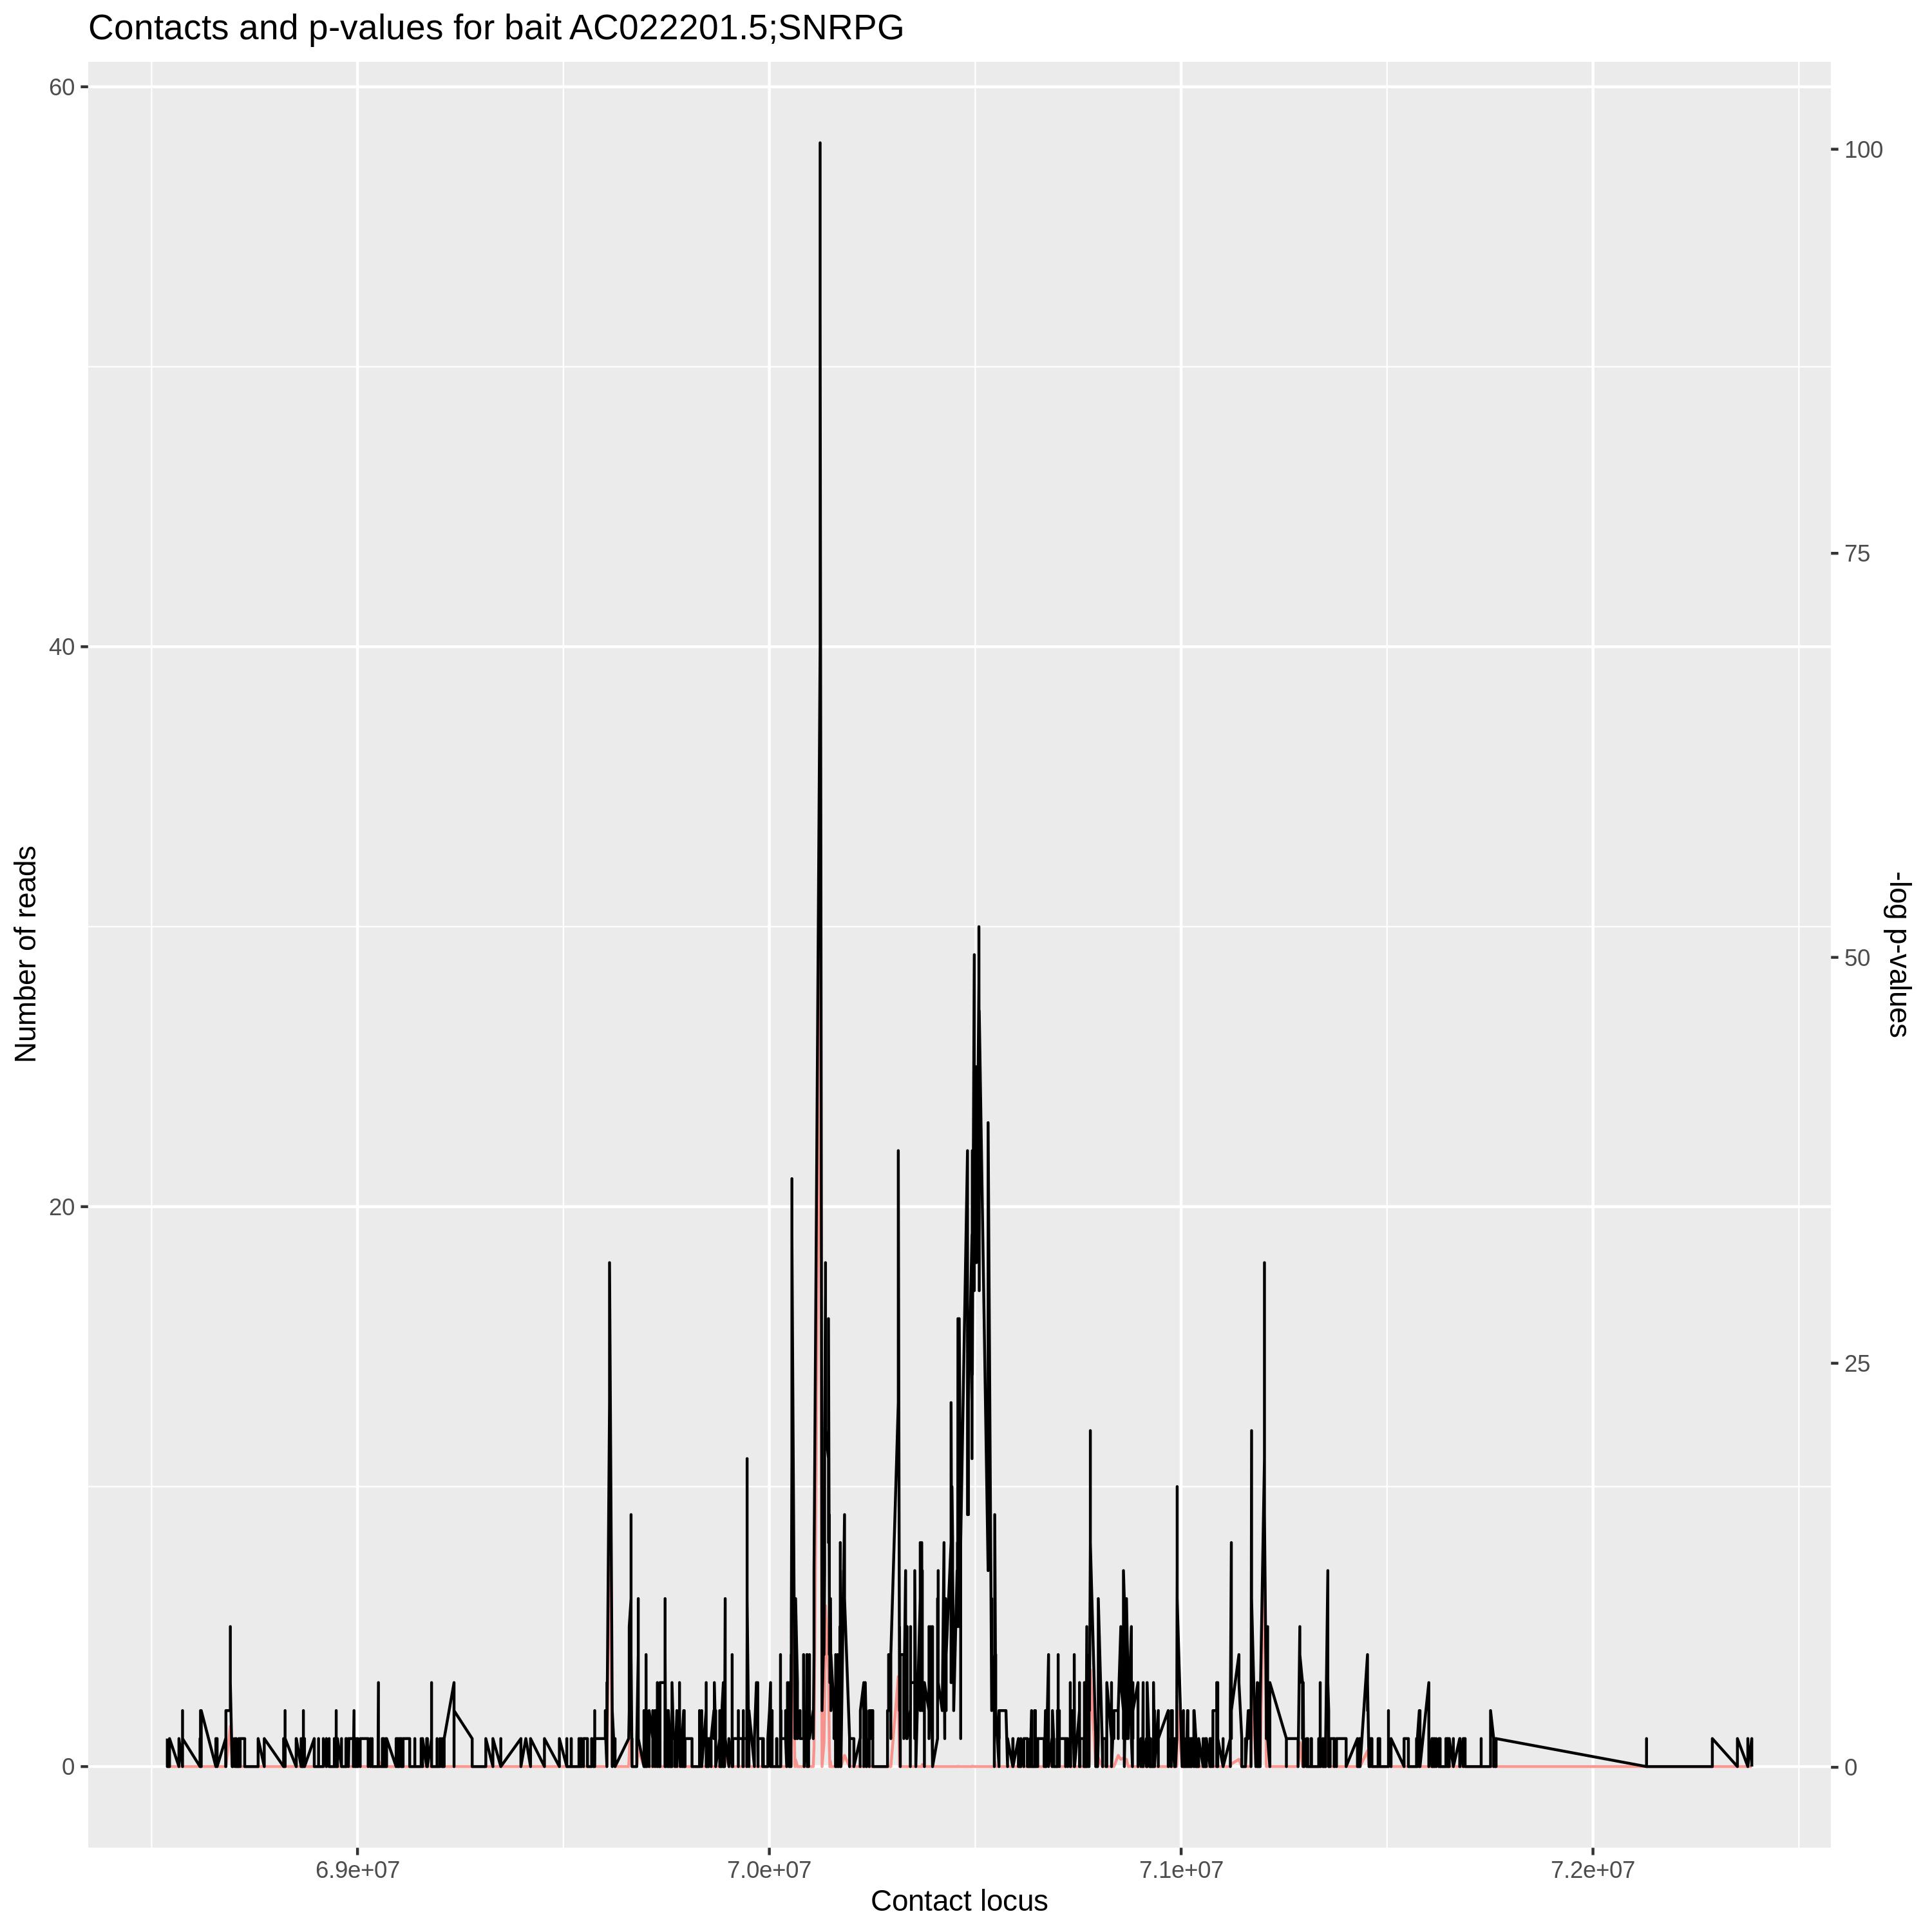 Contacts and p-values for bait AC022201.5;SNRPG
60
40
20
0
100
75
50
25
0
Number of reads
-log p-values
6.9e+07
7.0e+07
7.1e+07
7.2e+07
Contact locus